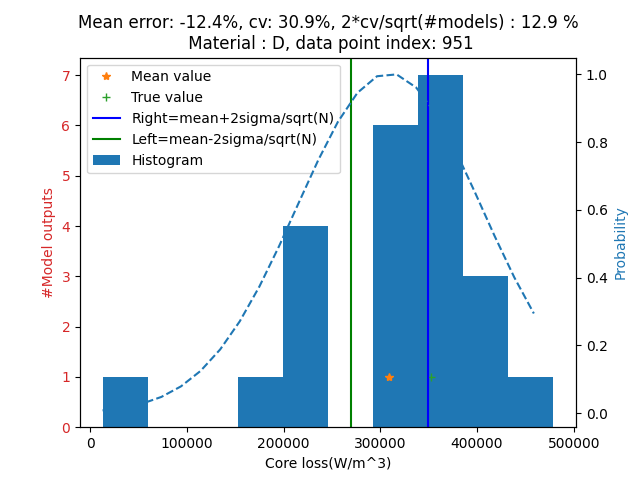 Mean error: -12.4%, cv: 30.9%, 2*cv/sqrt(#models) : 12.9 %
Material : D, data point index: 951
Mean value
True value
Right=mean+2sigma/sqrt(N)
Left=mean-2sigma/sqrt(N)
Histogram
#Model outputs
7
6
5
4
3
2
1
0
1.0
0.8
0.6
0.4
0.2
0.0
Probability
0 100000 200000 300000 400000 500000
Core loss(W/m^3)